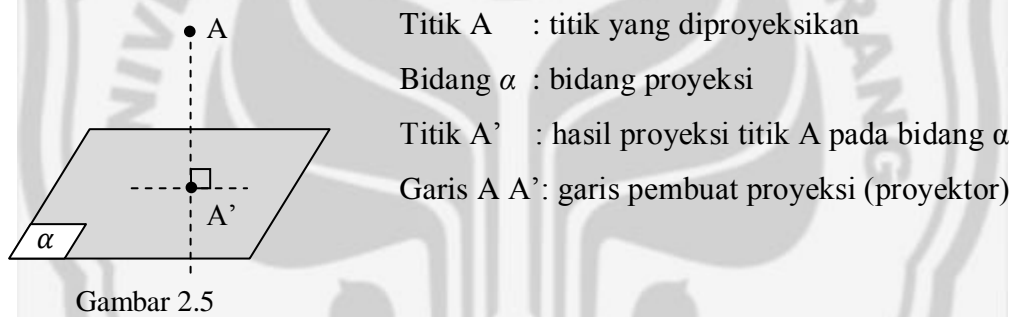 A
Titik A : titik yang diproyeksikan
Bidang α : bidang proyeksi
Titik A’ : hasil proyeksi titik A pada bidang α
Garis A A’: garis pembuat proyeksi (proyektor)
A’
α
Gambar 2.5